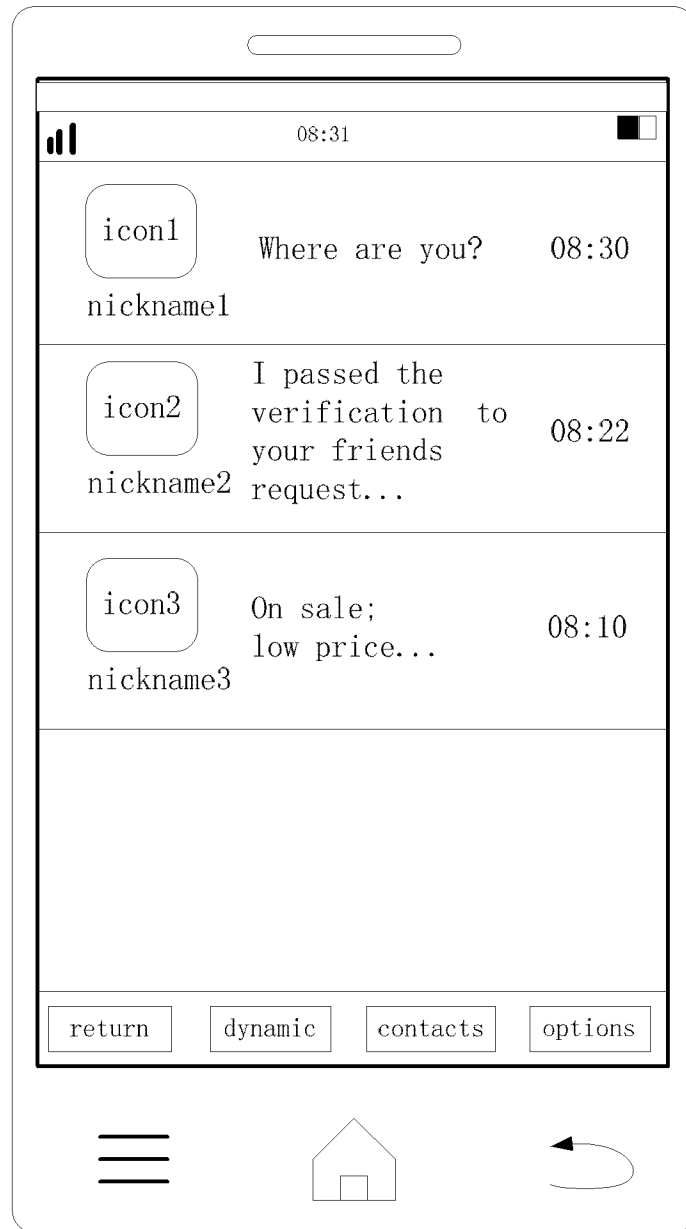 08:31
icon1
nickname1
Where are you?
08:30
icon2
nickname2
I passed the
verification to
your friends
request...
08:22
icon3
nickname3
On sale;
low price...
08:10
return
dynamic
contacts
options